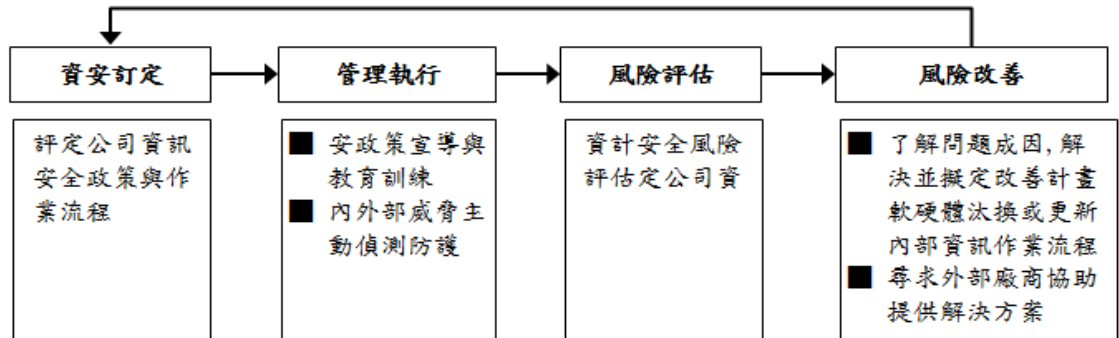 資安訂定
管理執行
風險評估
風險改善
評定公司資訊
安全政策與作
業流程
■ 安政策宣導與
教育訓練
■ 內外部威脅主
動偵測防護
資計安全風險
評估定公司資
■ 了解問題成因,解
決並擬定改善計畫
軟硬體汰換或更新
內部資訊作業流程
■ 尋求外部廠商協助
提供解決方案